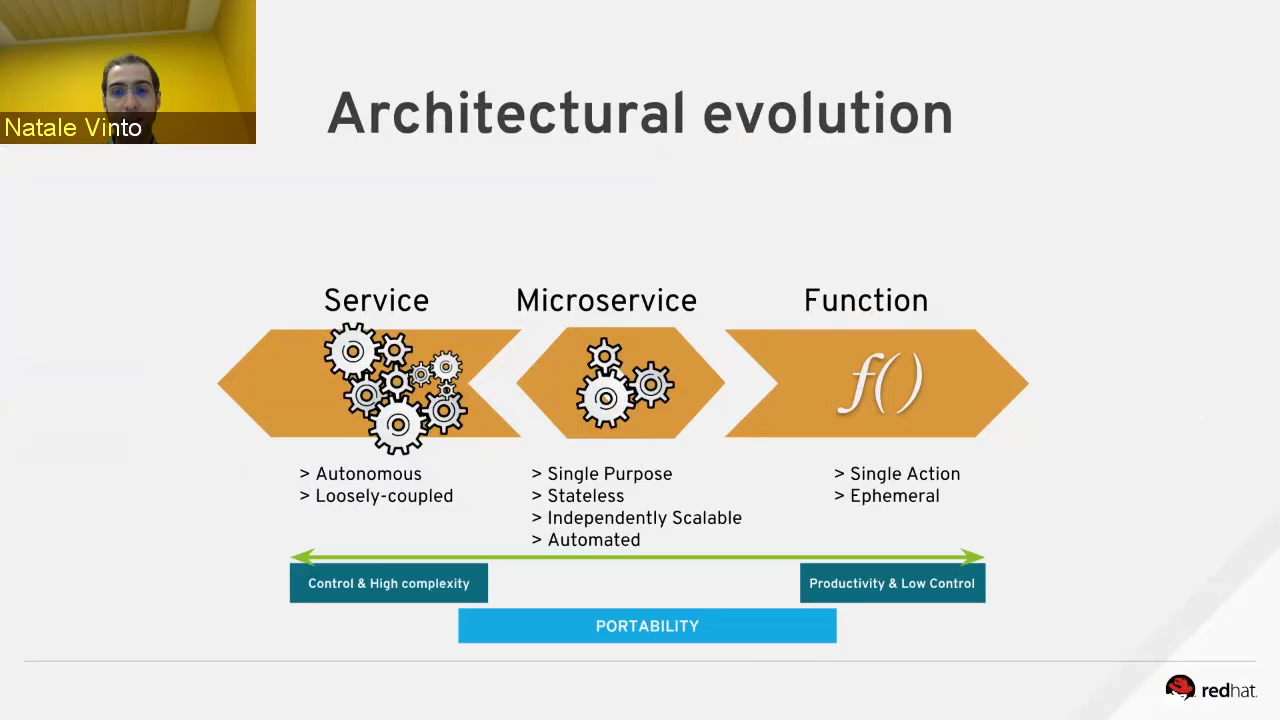 Natale Vinto
Architectural evolution
Service
Microservice
Function
f()
> Autonomous
> Loosely-coupled
> Single Purpose
> Stateless
> Independently Scalable
> Automated
> Single Action
> Ephemeral
Control & High complexity
Productivity & Low Control
PORTABILITY
redhat.